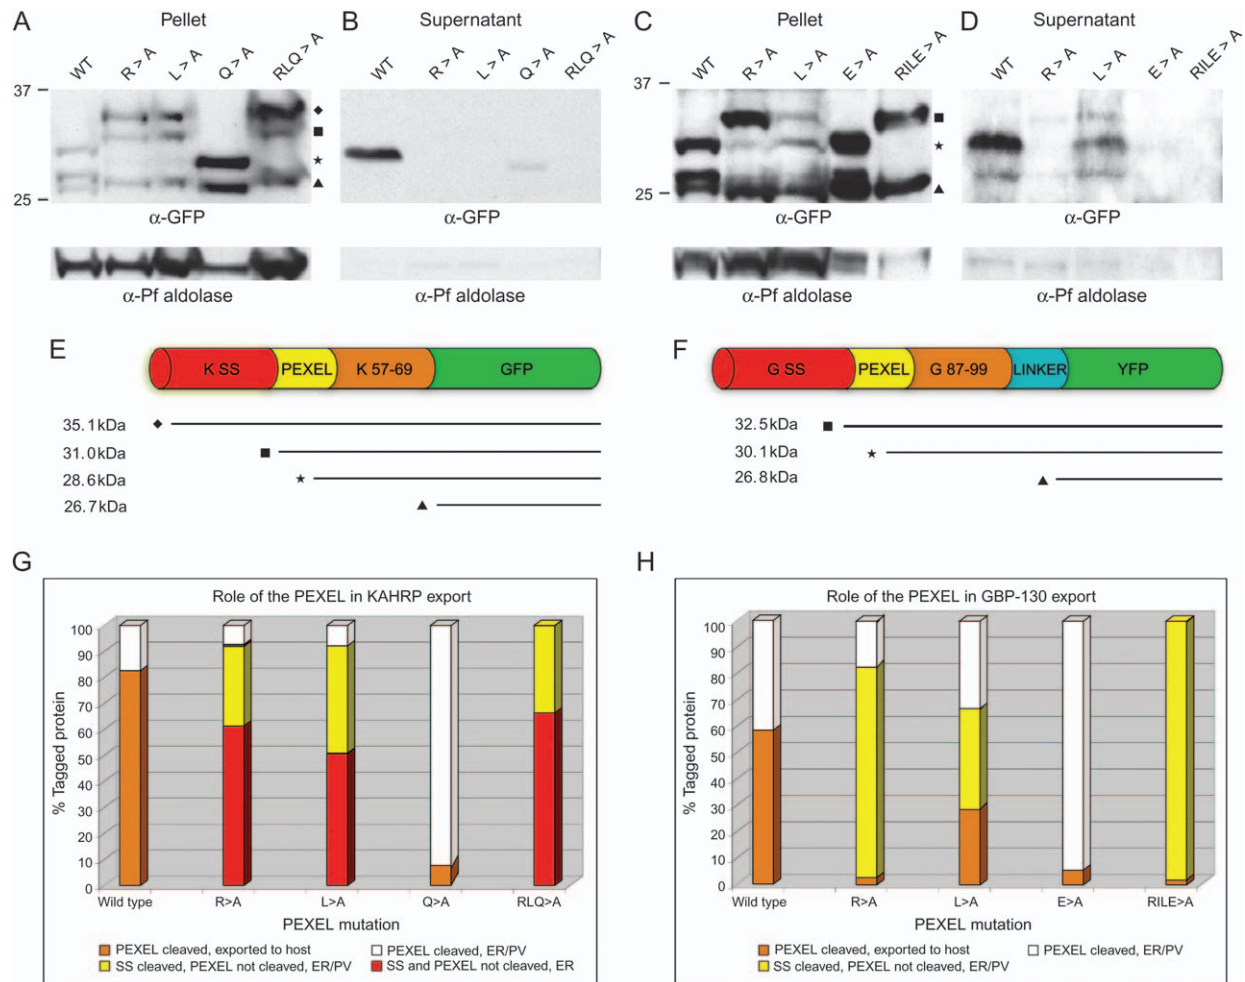 A
Pellet
WT
R > A
L > A
Q > A
RLQ > A
37
25
α-GFP
α-Pf aldolase
B
Supernatant
WT
R > A
L > A
Q > A
RLQ > A
α-GFP
α-Pf aldolase
C
Pellet
WT
R > A
L > A
E > A
RILE > A
37
25
α-GFP
α-Pf aldolase
D
Supernatant
WT
R > A
L > A
E > A
RILE > A
α-GFP
α-Pf aldolase
E
K SS
PEXEL
K 57-69
GFP
35.1kDa
31.0kDa
28.6kDa
26.7kDa
F
G SS
PEXEL
G 87-99
LINKER
YFP
32.5kDa
30.1kDa
26.8kDa
G
Role of the PEXEL in KAHRP export
% Tagged protein
100
90
80
70
60
50
40
30
20
10
0
Wild type
R>A
L>A
Q>A
RLQ>A
PEXEL mutation
PEXEL cleaved, exported to host
PEXEL cleaved, ER/PV
SS cleaved, PEXEL not cleaved, ER/PV
SS and PEXEL not cleaved, ER
H
Role of the PEXEL in GBP-130 export
% Tagged protein
100
90
80
70
60
50
40
30
20
10
0
Wild type
R>A
L>A
E>A
RILE>A
PEXEL mutation
PEXEL cleaved, exported to host
PEXEL cleaved, ER/PV
SS cleaved, PEXEL not cleaved, ER/PV